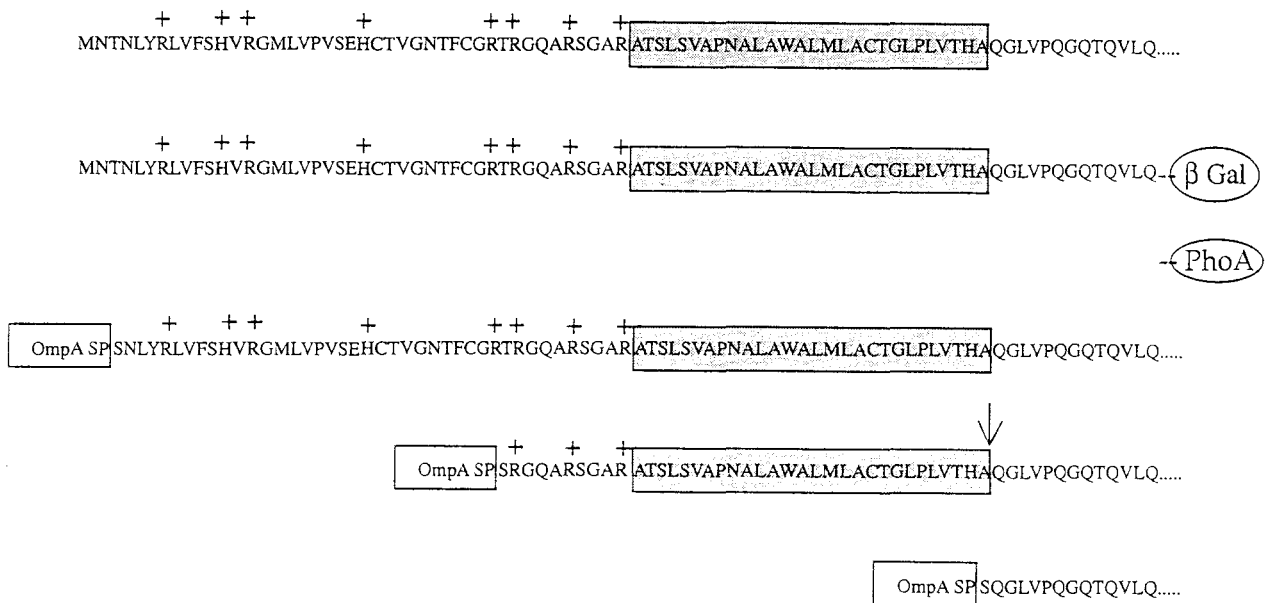 + + + + + + + +
MNTNLYRLVFSHVRGMLVPVSEHCTVGNTFCGRTRGQARSGARATSLSVAPNALAWALMLACTGLPLVTHAQGLVPQGQTQVLQ.....
+ + + + + + + +
MNTNLYRLVFSHVRGMLVPVSEHCTVGNTFCGRTRGQARSGARATSLSVAPNALAWALMLACTGLPLVTHAQGLVPQGQTQVLQ-- β Gal
-- PhoA
+ + + + + + + +
OmpA SP SNLYRLVFSHVRGMLVPVSEHCTVGNTFCGRTRGQARSGARATSLSVAPNALAWALMLACTGLPLVTHAQGLVPQGQTQVLQ.....
+ + +
OmpA SP SRGQARSGARATSLSVAPNALAWALMLACTGLPLVTHAQGLVPQGQTQVLQ.....
OmpA SP SQGLVPQGQTQVLQ.....